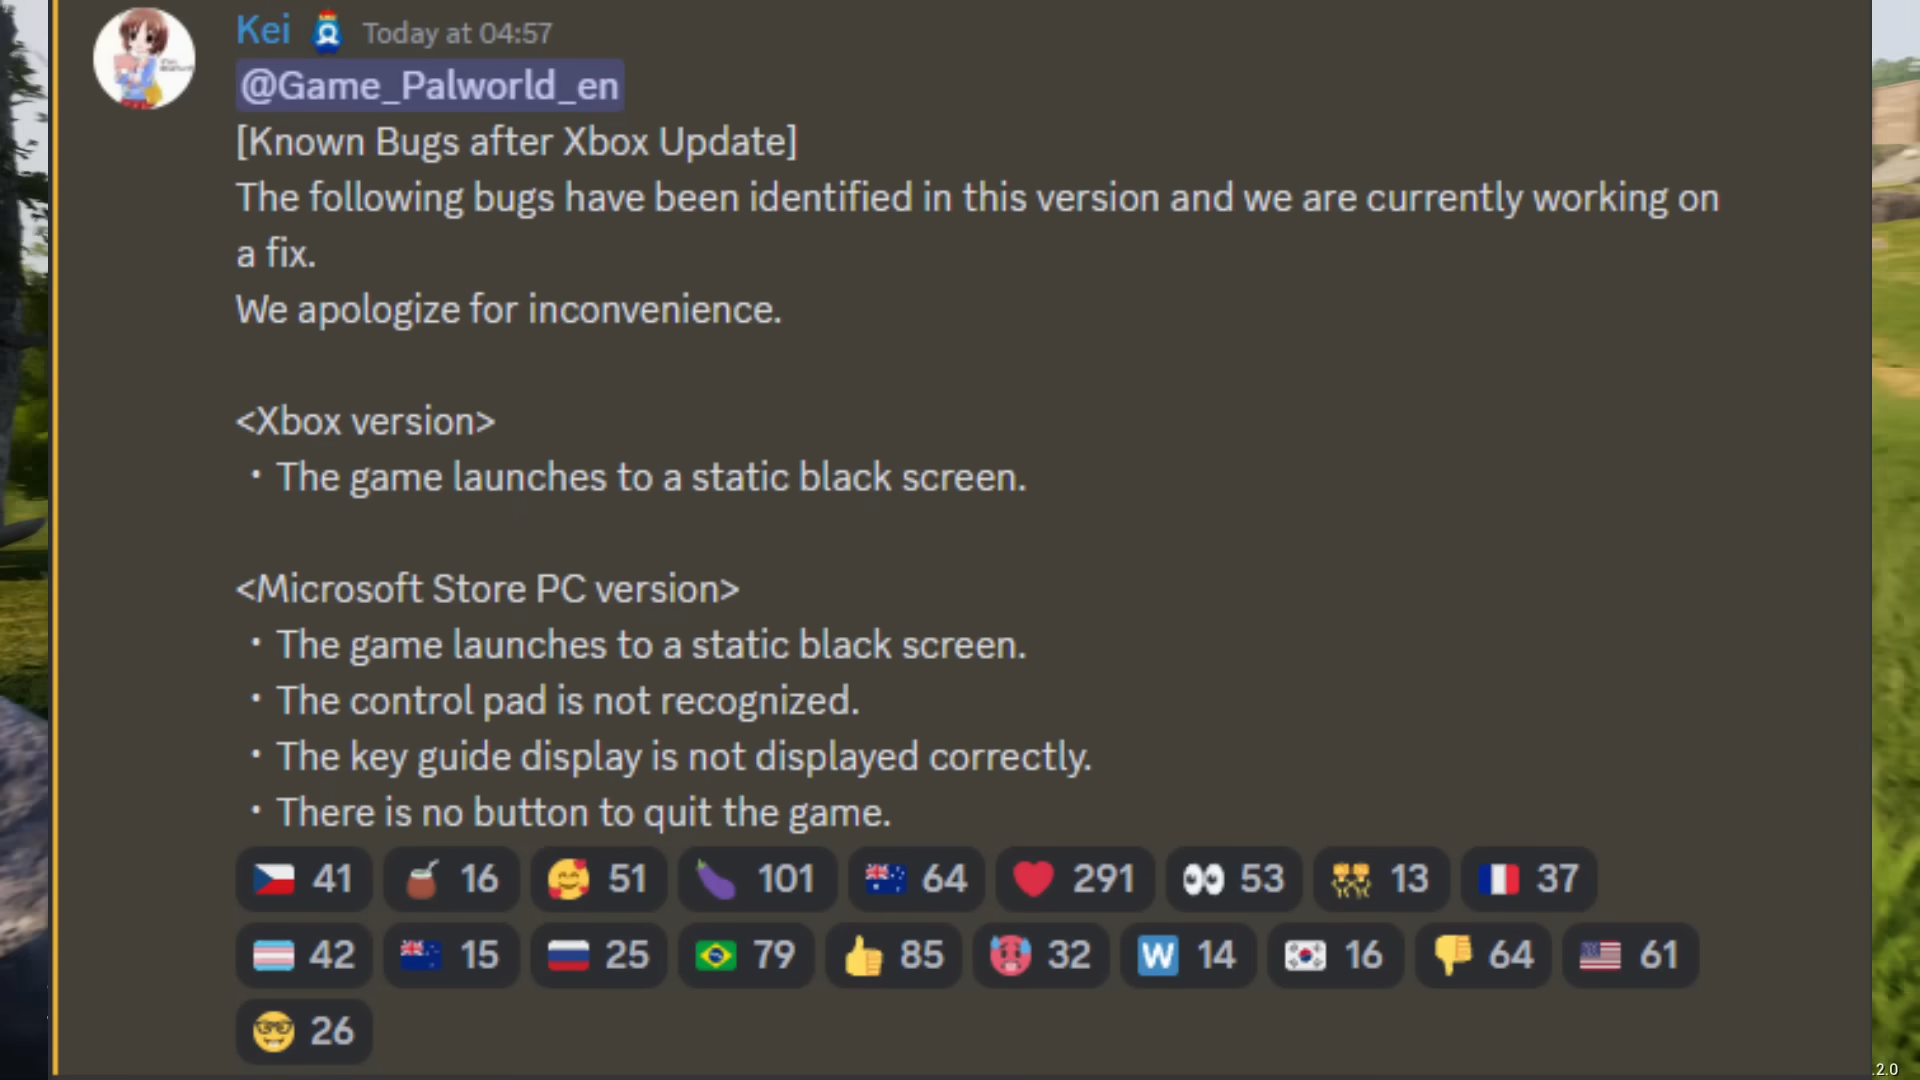 Kei Today at 04:57
@Game_Palworld_en
[Known Bugs after Xbox Update]
The following bugs have been identified in this version and we are currently working on
a fix.
We apologize for inconvenience.
<Xbox version>
・The game launches to a static black screen.
<Microsoft Store PC version>
・The game launches to a static black screen.
・The control pad is not recognized.
・The key guide display is not displayed correctly.
・There is no button to quit the game.
41 16 51 101 64 291 53 13 37
42 15 25 79 85 32 W 14 16 64 61
26
.2.0